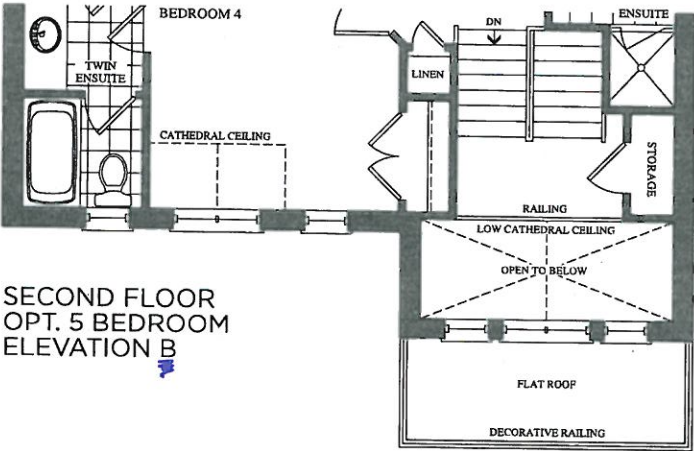 BEDROOM 4
DN
ENSUITE
TWIN
ENSUITE
LINEN
CATHEDRAL CEILING
STORAGE
RAILING
LOW CATHEDRAL CEILING
OPEN TO BELOW
SECOND FLOOR
OPT. 5 BEDROOM
ELEVATION B
FLAT ROOF
DECORATIVE RAILING